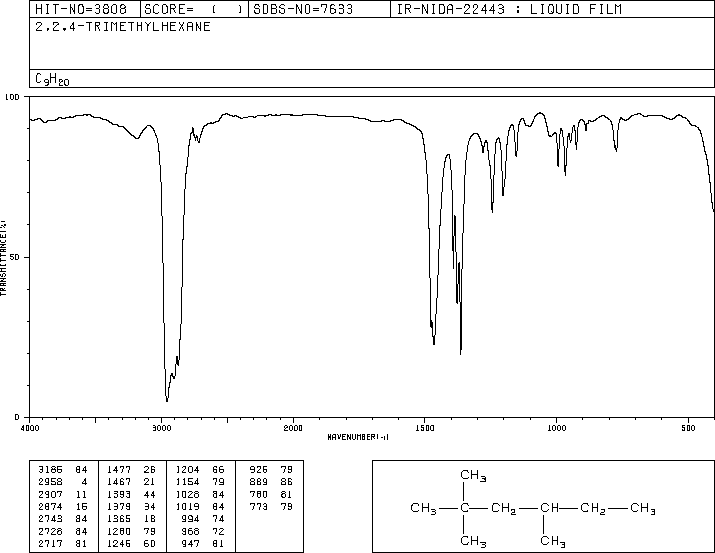 HIT-NO=3808 SCORE= ( ) SDBS-NO=7633 IR-NIDA-22443 : LIQUID FILM
2,2,4-TRIMETHYLHEXANE
C9H20
100
50
0
TRANSMITTANCE(%)
4000 3000 2000 1500 1000 500
WAVENUMBER(-1)
3186 84 1477 26 1204 66 926 79
2958 4 1467 21 1154 79 889 86
2907 11 1393 44 1028 84 780 81
2874 15 1379 34 1019 84 773 79
2743 84 1365 18 994 74
2728 84 1280 79 968 72
2717 81 1246 60 947 81
CH3
CH3—C—CH2—CH—CH2—CH3
CH3 CH3